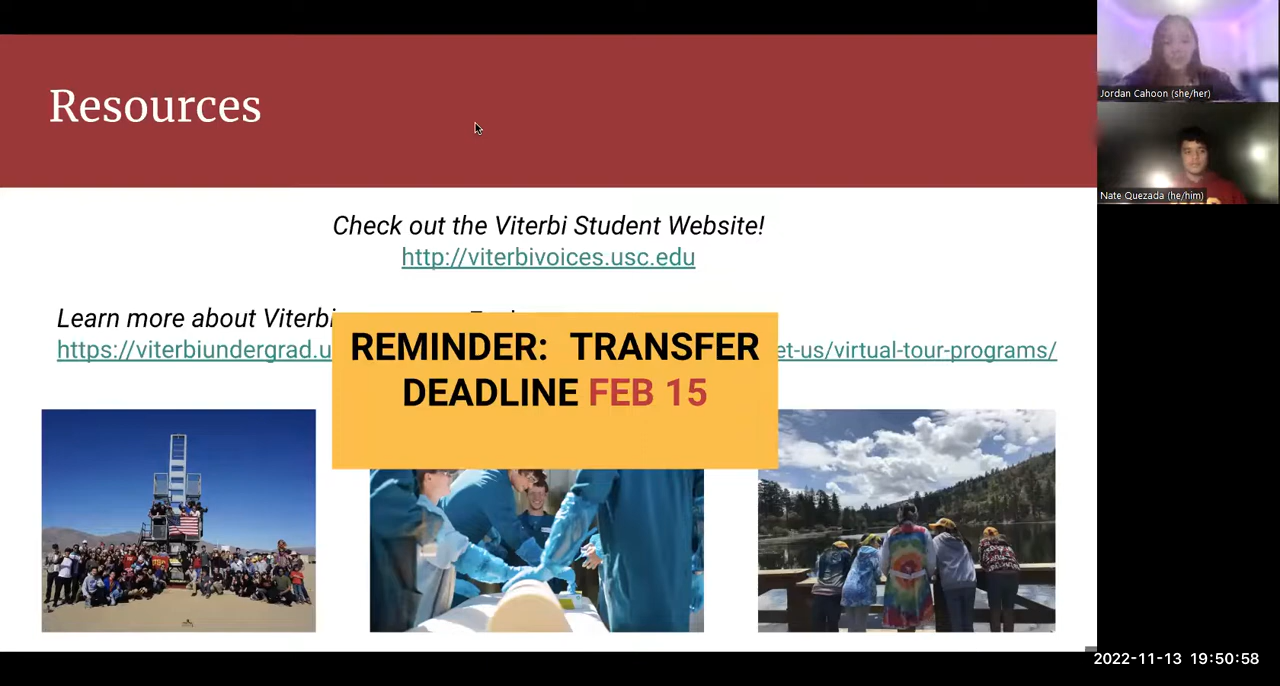 Resources
Check out the Viterbi Student Website!
http://viterbivoices.usc.edu
Learn more about Viterbi
https://viterbiundergrad.u
et-us/virtual-tour-programs/
REMINDER: TRANSFER
DEADLINE FEB 15
Jordan Cahoon (she/her)
Nate Quezada (he/him)
2022-11-13 19:50:58